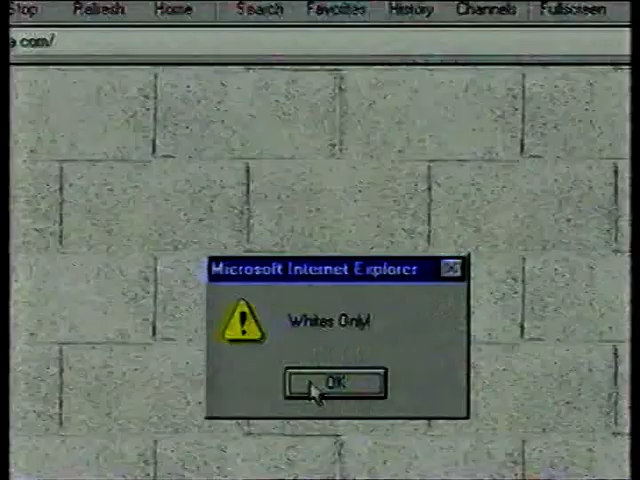 Stop Refresh Home Search Favorites History Channels Fullscreen
com/
Microsoft Internet Explorer
Whites Only!
OK